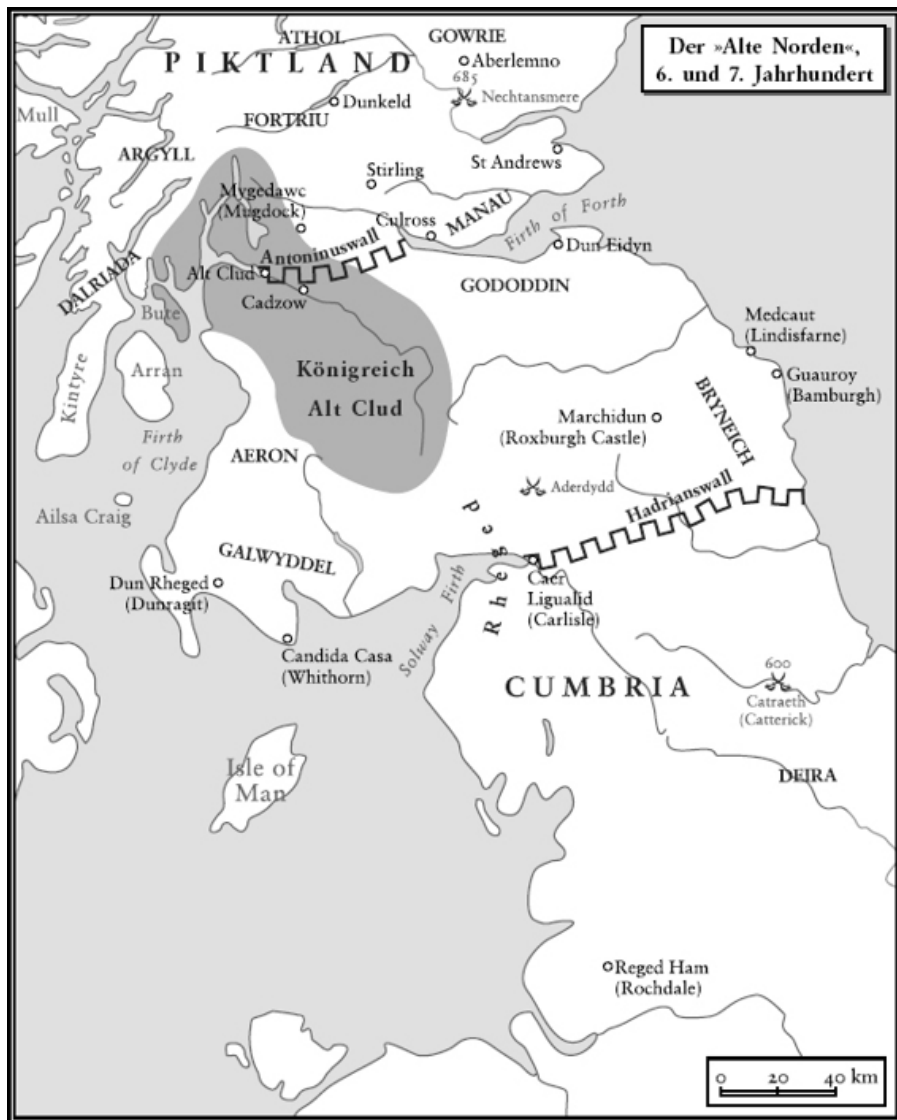 Der »Alte Norden«,
6. und 7. Jahrhundert
ATHOL
GOWRIE
PIKTLAND
Aberlemno
685
Nechtansmere
Mull
Dunkeld
FORTRIU
ARGYLL
St Andrews
Stirling
Mygedawc
(Mugdock)
Culross
MANAU
Firth of Forth
Antoninuswall
Dun Eidyn
Alt Clud
DALRIADA
Cadzow
GODODDIN
Bute
Medcaut
(Lindisfarne)
Königreich
Alt Clud
Arran
Kintyre
Guauroy
(Bamburgh)
BRYNEICH
Marchidun
(Roxburgh Castle)
Firth
of Clyde
AERON
Aderdydd
Hadrianswall
Ailsa Craig
Rheged
GALWYDDEL
Dun Rheged
(Dunragit)
Caer
Ligualid
(Carlisle)
Solway Firth
Candida Casa
(Whithorn)
CUMBRIA
600
Catraeth
(Catterick)
Isle of
Man
DEIRA
Reged Ham
(Rochdale)
0 20 40 km